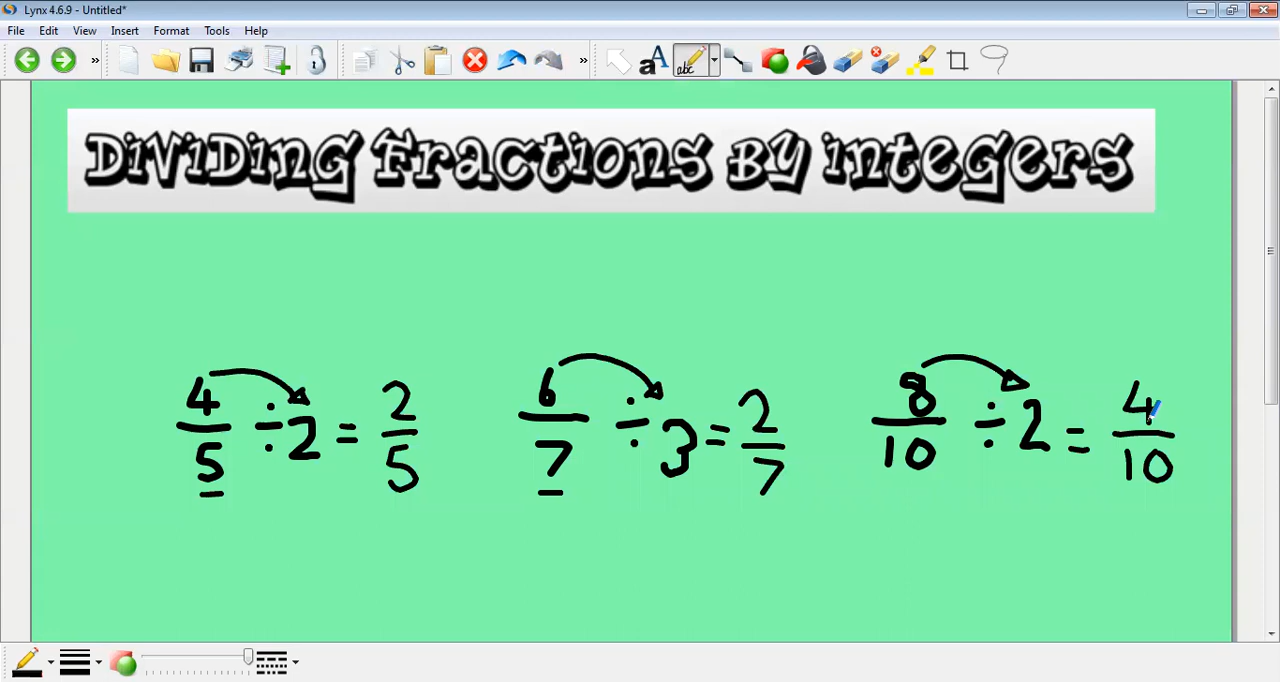 Lynx 4.6.9 - Untitled*
File Edit View Insert Format Tools Help
» » A abc
DiViDing Fractions By integers
4/5 ÷ 2 = 2/5
6/7 ÷ 3 = 2/7
8/10 ÷ 2 = 4/10